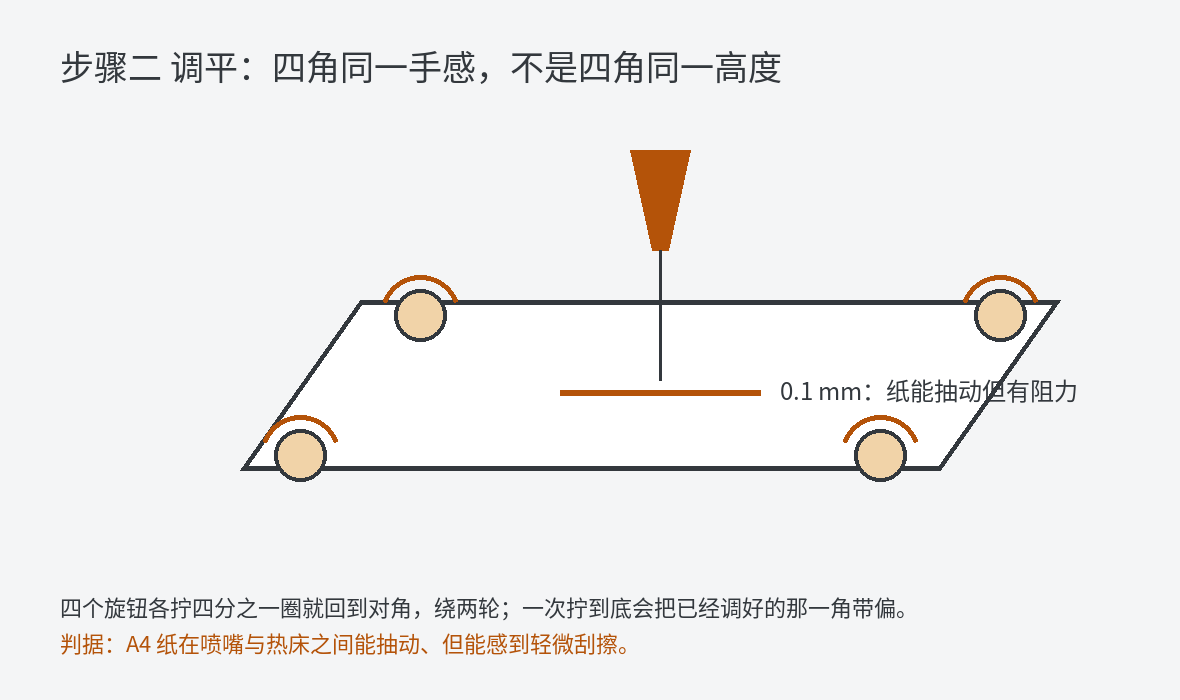 步骤二 调平：四角同一手感，不是四角同一高度
0.1 mm：纸能抽动但有阻力
四个旋钮各拧四分之一圈就回到对角，绕两轮；一次拧到底会把已经调好的那一角带偏。
判据：A4 纸在喷嘴与热床之间能抽动、但能感到轻微刮擦。